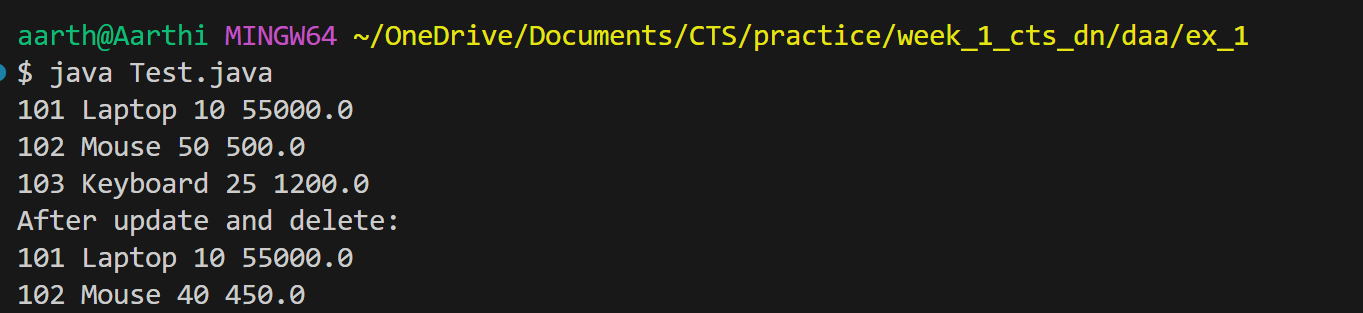 aarth@Aarthi MINGW64 ~/OneDrive/Documents/CTS/practice/week_1_cts_dn/daa/ex_1
$ java Test.java
101 Laptop 10 55000.0
102 Mouse 50 500.0
103 Keyboard 25 1200.0
After update and delete:
101 Laptop 10 55000.0
102 Mouse 40 450.0